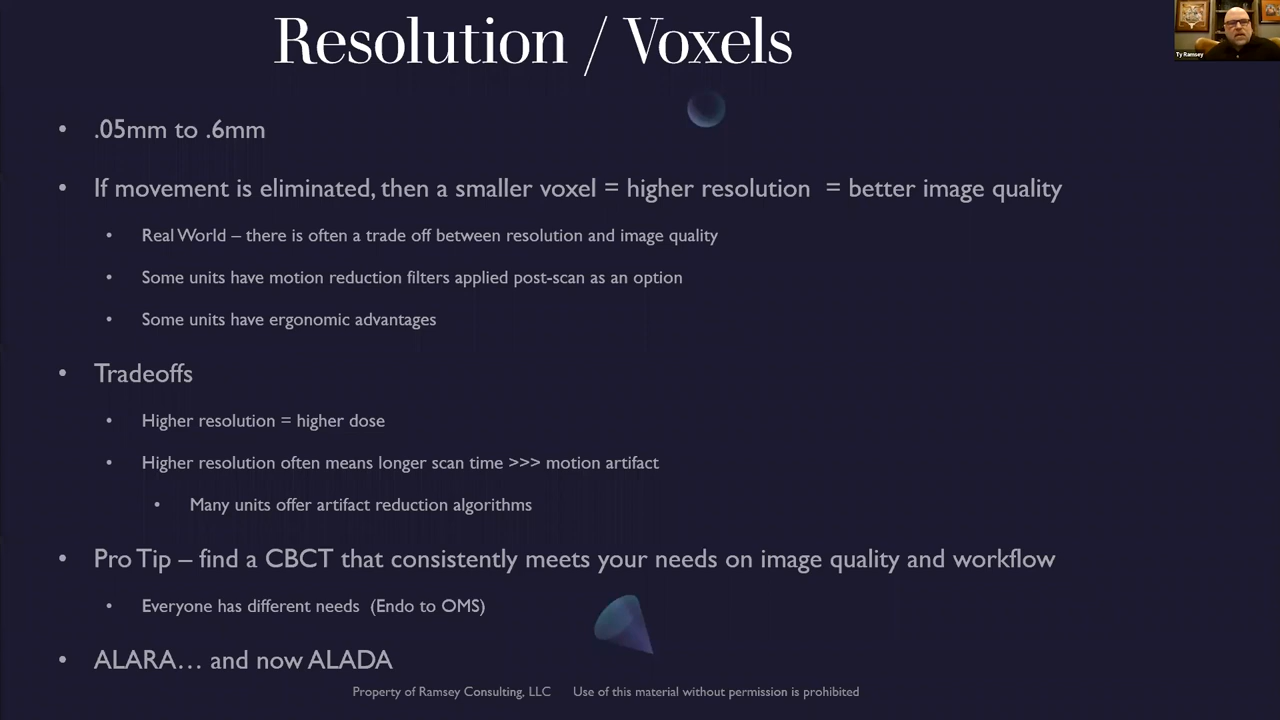 Resolution / Voxels
Ty Ramsey
• .05mm to .6mm
• If movement is eliminated, then a smaller voxel = higher resolution = better image quality
• Real World – there is often a trade off between resolution and image quality
• Some units have motion reduction filters applied post-scan as an option
• Some units have ergonomic advantages
• Tradeoffs
• Higher resolution = higher dose
• Higher resolution often means longer scan time >>> motion artifact
• Many units offer artifact reduction algorithms
• Pro Tip – find a CBCT that consistently meets your needs on image quality and workflow
• Everyone has different needs (Endo to OMS)
• ALARA… and now ALADA
Property of Ramsey Consulting, LLC Use of this material without permission is prohibited